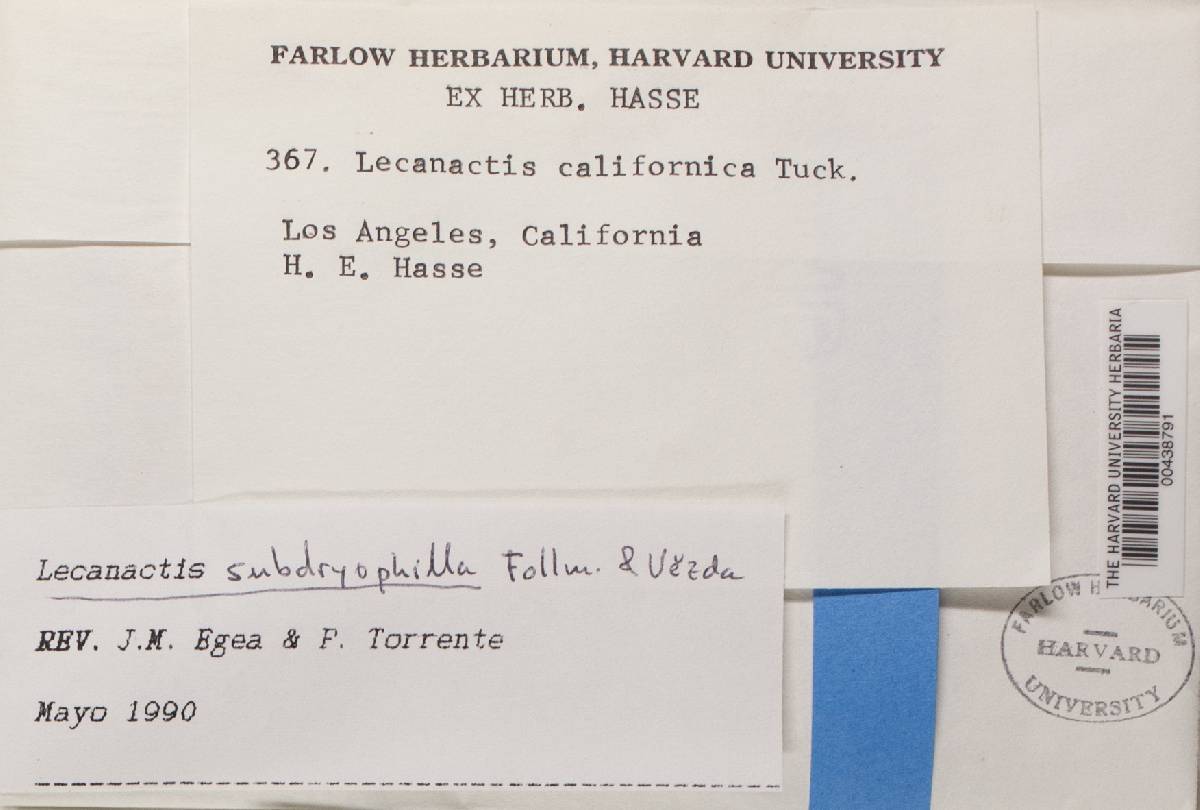 FARLOW HERBARIUM, HARVARD UNIVERSITY
EX HERB. HASSE
367. Lecanactis californica Tuck.
Los Angeles, California
H. E. Hasse
THE HARVARD UNIVERSITY HERBARIA
00438791
Lecanactis subdryophilla Follm. & Vězda
REV. J.M. Egea & F. Torrente
Mayo 1990
FARLOW H BARIUM
HARVARD
UNIVERSITY